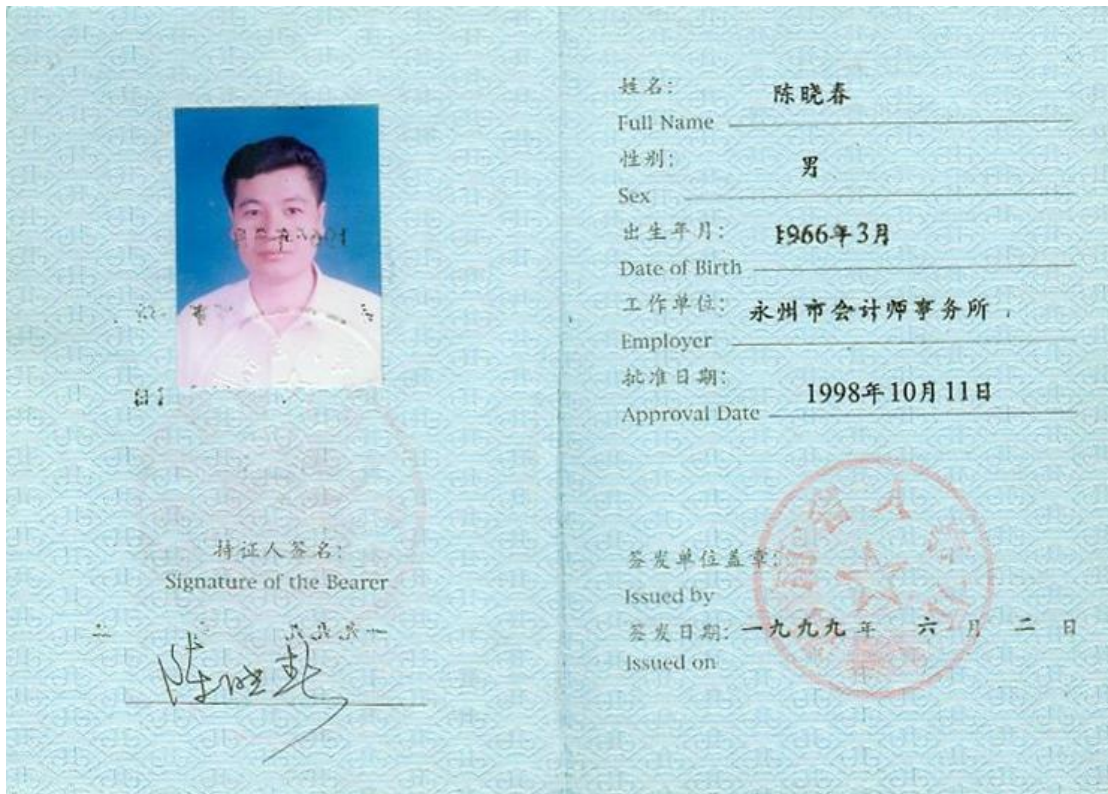 持证人签名:
Signature of the Bearer
陈晓春
姓名: 陈晓春
Full Name
性别: 男
Sex
出生年月: 1966年3月
Date of Birth
工作单位: 永州市会计师事务所
Employer
批准日期: 1998年10月11日
Approval Date
签发单位盖章:
Issued by
签发日期: 一九九九 年 六 月 二 日
Issued on